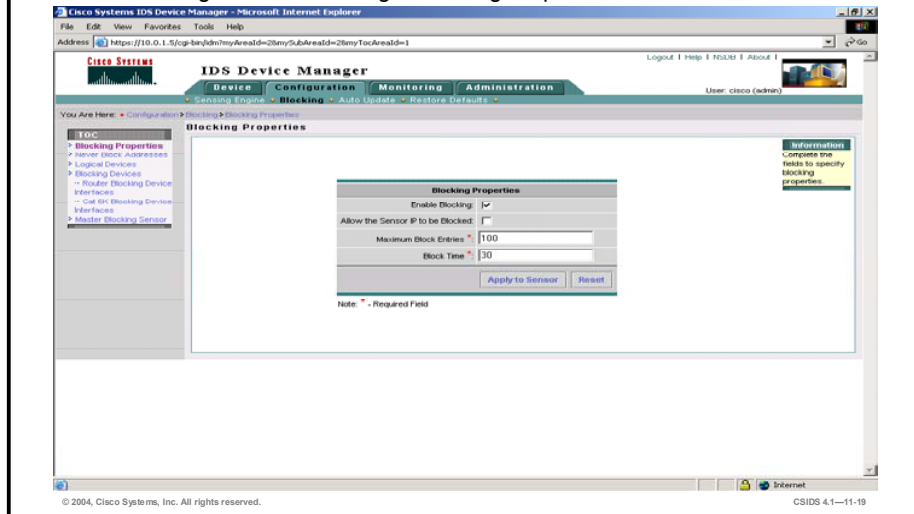 Cisco Systems IDS Device Manager - Microsoft Internet Explorer
File Edit View Favorites Tools Help
Address https://10.0.1.5/cgi-bin/idm?myAreaId=2&mySubAreaId=2&myTocAreaId=1 Go
CISCO SYSTEMS
Logout | Help | NSDB | About |
IDS Device Manager
Device Configuration Monitoring Administration
User: cisco (admin)
Sensing Engine Blocking Auto Update Restore Defaults
You Are Here: Configuration > Blocking > Blocking Properties
Blocking Properties
TOC
Blocking Properties
Never Block Addresses
Logical Devices
Blocking Devices
-- Router Blocking Device
Interfaces
-- Cat 6K Blocking Device
Interfaces
Master Blocking Sensor
Information
Complete the
fields to specify
blocking
properties.
Blocking Properties
Enable Blocking:
Allow the Sensor IP to be Blocked:
Maximum Block Entries *: 100
Block Time *: 30
Apply to Sensor Reset
Note: * - Required Field
Internet
© 2004, Cisco Systems, Inc. All rights reserved.
CSIDS 4.1—11-19